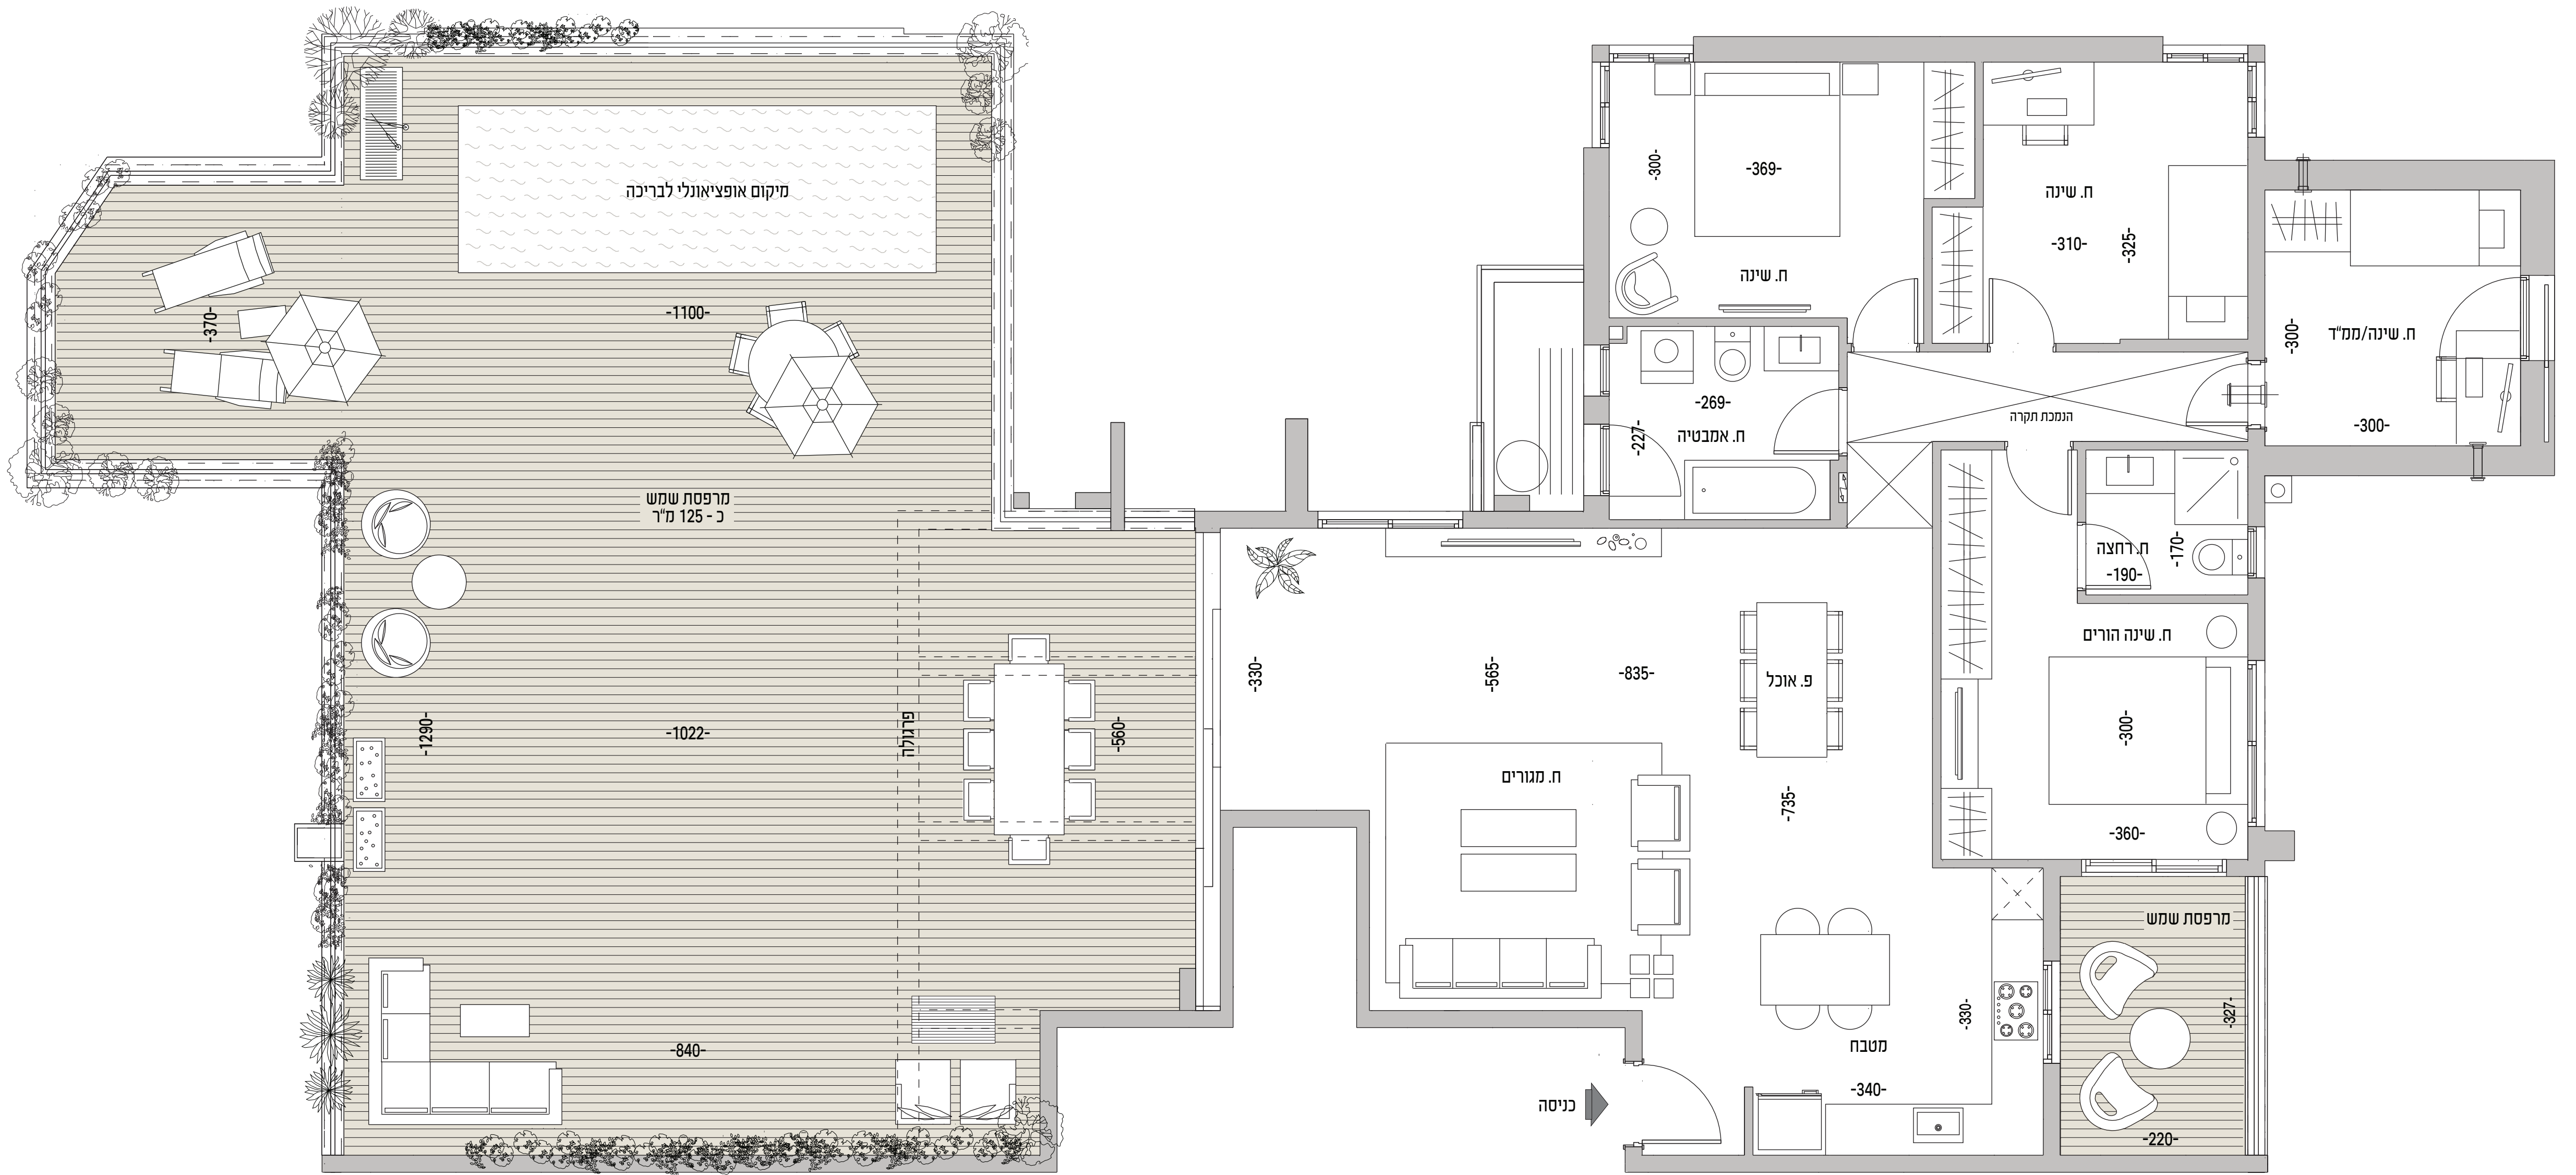 מיקום אופציאונלי לבריכה
-370-
-1100-
מרפסת שמש
כ - 125 מ"ר
-1290-
-1022-
פרגולה
-560-
-840-
-300-
-369-
ח. שינה
ח. שינה
-310-
-325-
ח. שינה/ממ"ד
-300-
-300-
-269-
ח. אמבטיה
-227-
הנמכת תקרה
ח. רחצה
-190-
-170-
ח. שינה הורים
-300-
-360-
-330-
-565-
-835-
פ. אוכל
ח. מגורים
-735-
מטבח
-330-
-340-
כניסה
מרפסת שמש
-327-
-220-